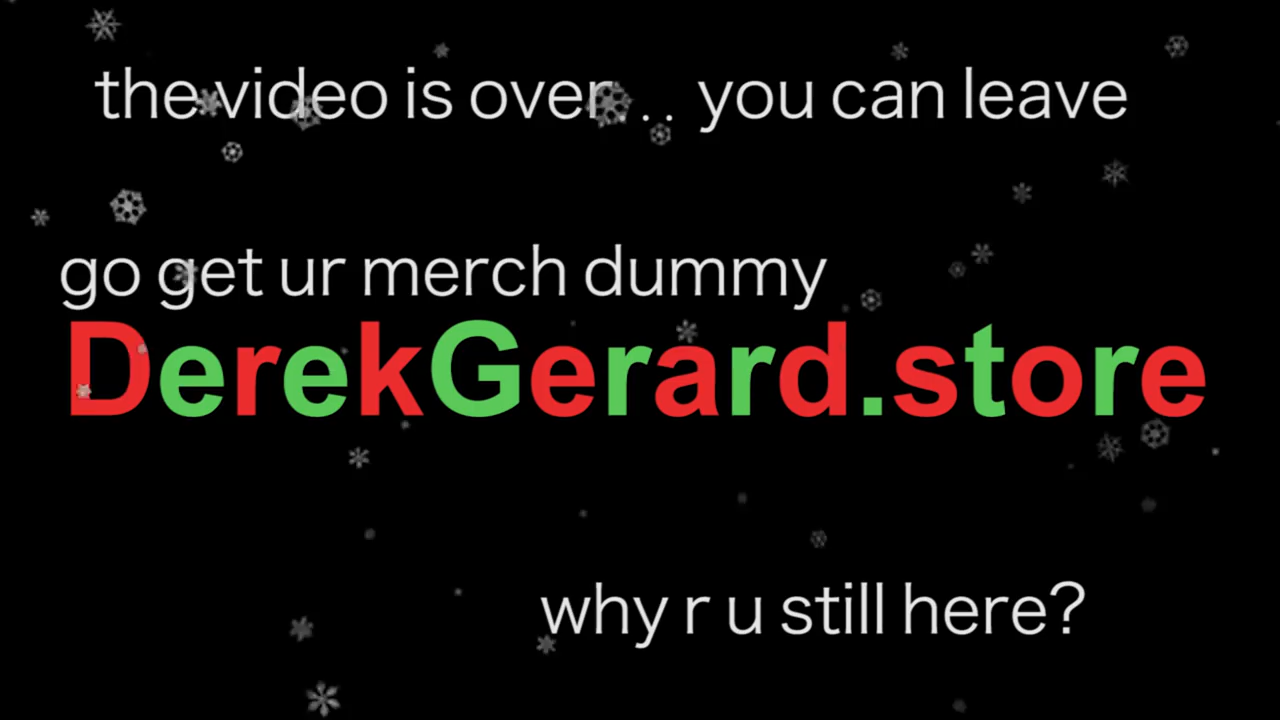 the video is over... you can leave
go get ur merch dummy
DerekGerard.store
why r u still here?